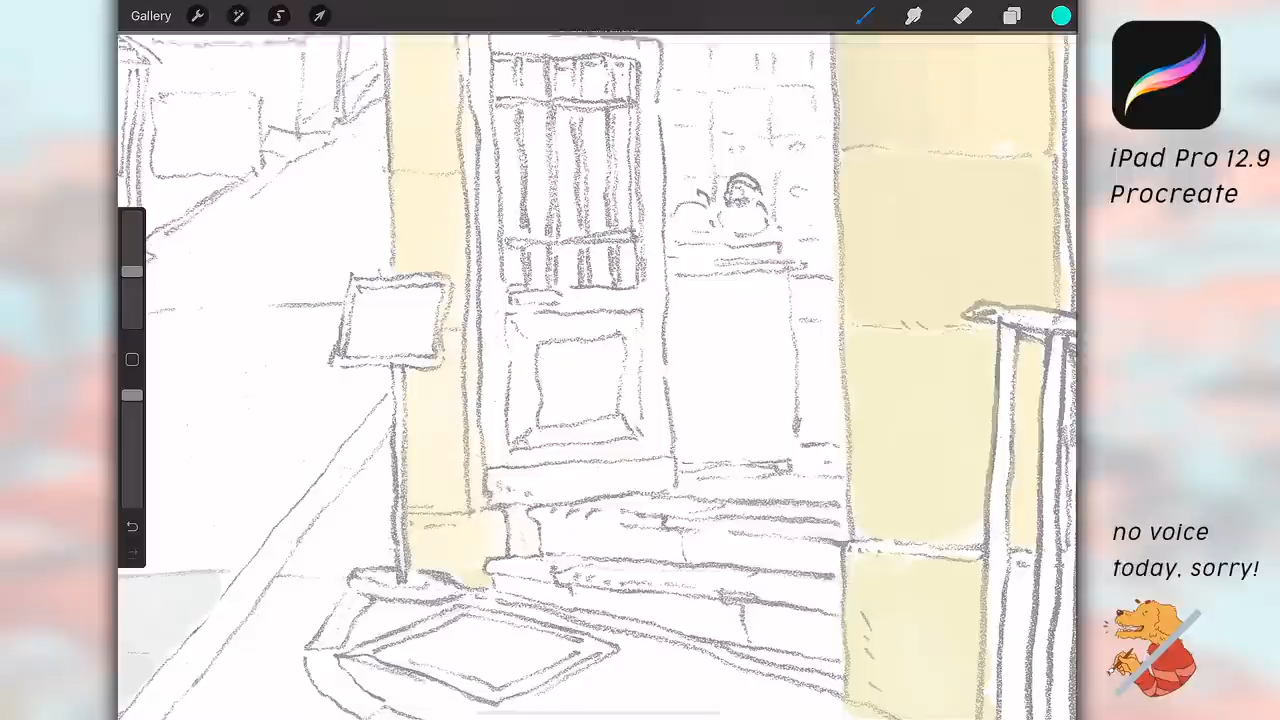 Gallery
iPad Pro 12.9
Procreate
no voice
today, sorry!